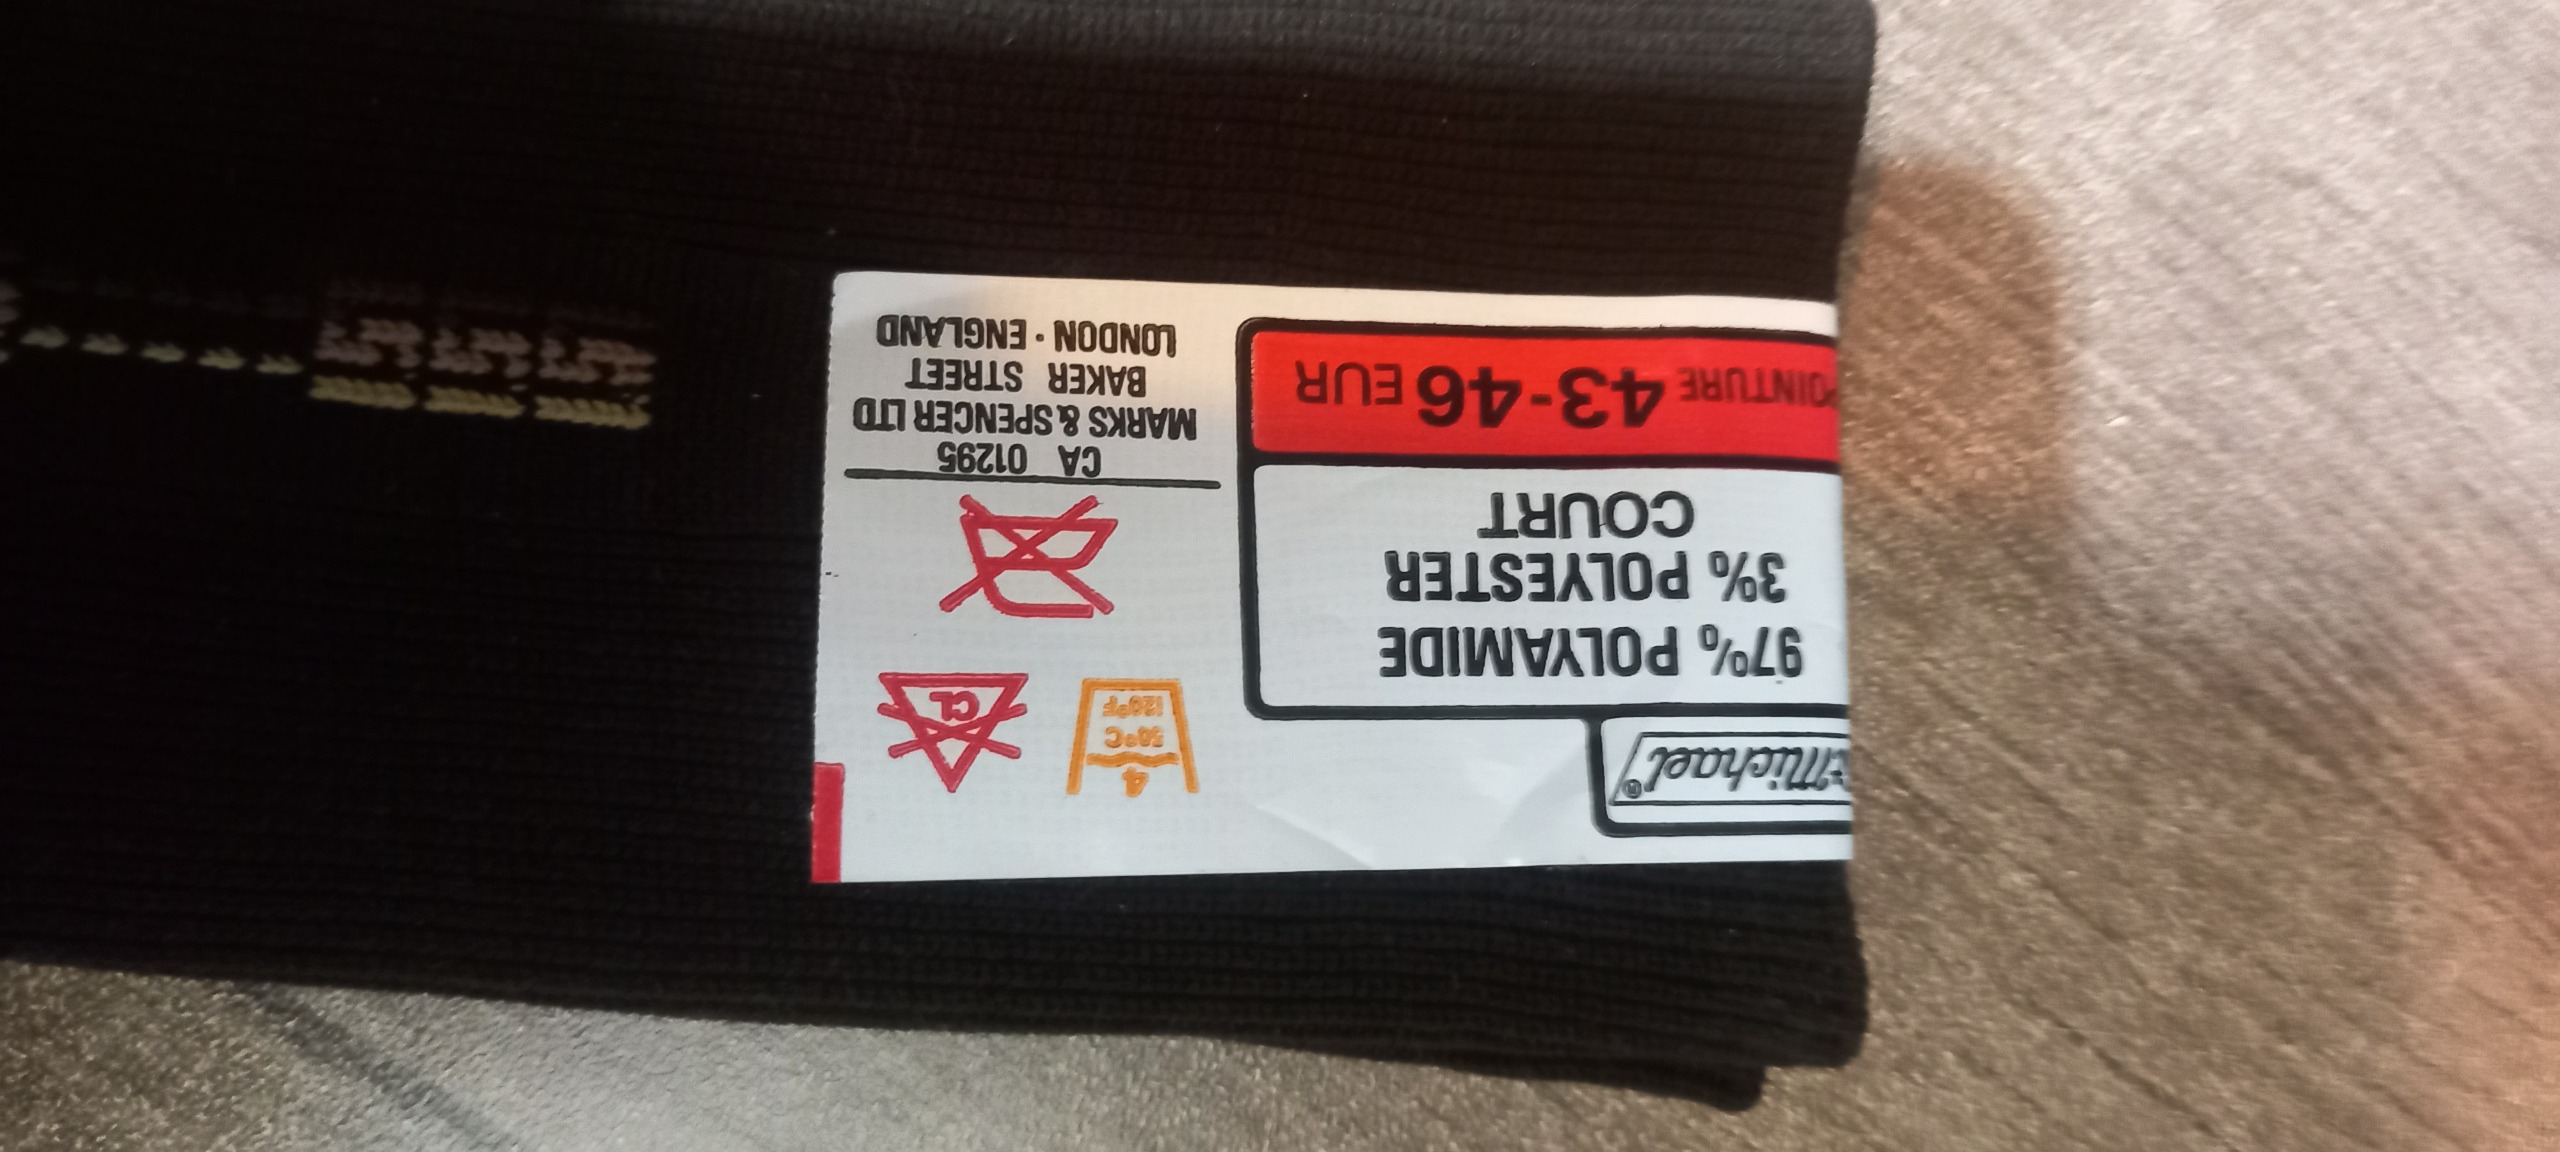 Michael®
97% POLYAMIDE
3% POLYESTER
COURT
POINTURE 43-46 EUR
4
50°C
120°F
CL
CA 01295
MARKS & SPENCER LTD
BAKER STREET
LONDON · ENGLAND